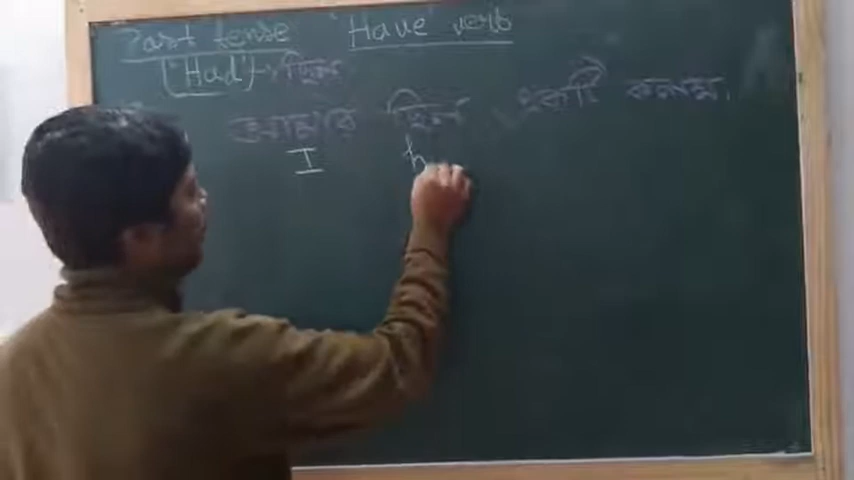 Past tense 'Have' verb
('Had') → ছিল
আমার ছিল একটি কলম।
I h